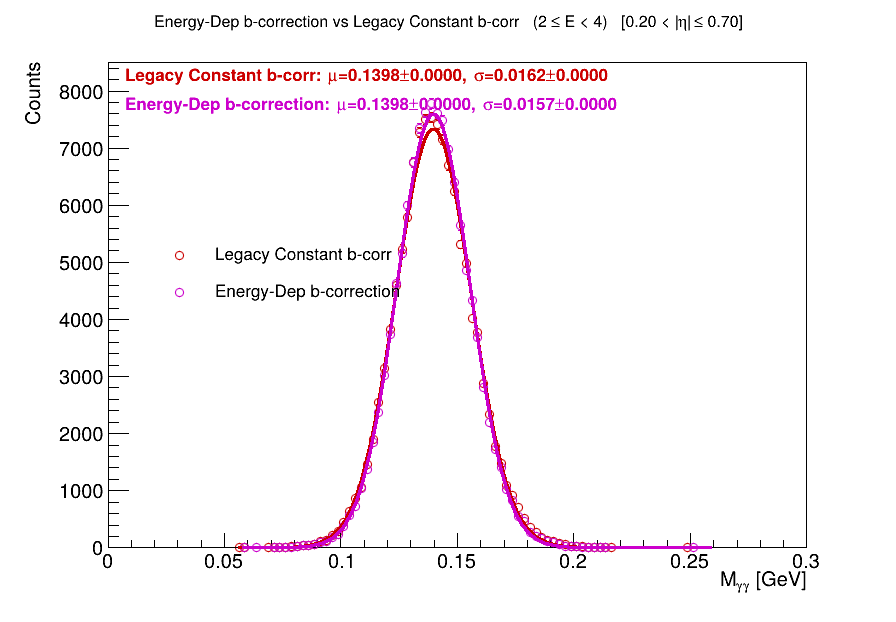 Energy-Dep b-correction vs Legacy Constant b-corr (2 ≤ E < 4) [0.20 < |η| ≤ 0.70]
Counts
Legacy Constant b-corr: μ=0.1398±0.0000, σ=0.0162±0.0000
Energy-Dep b-correction: μ=0.1398±0.0000, σ=0.0157±0.0000
8000
7000
6000
5000
4000
3000
2000
1000
0
Legacy Constant b-corr
Energy-Dep b-correction
0 0.05 0.1 0.15 0.2 0.25 0.3
Mγγ [GeV]